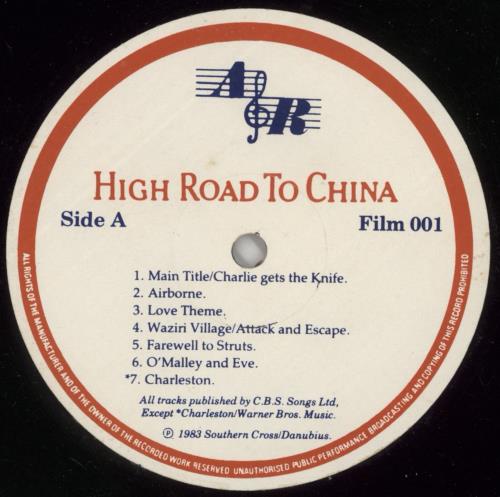 A&R
HIGH ROAD TO CHINA
Side A
Film 001
1. Main Title/Charlie gets the Knife.
2. Airborne.
3. Love Theme.
4. Waziri Village/Attack and Escape.
5. Farewell to Struts.
6. O'Malley and Eve.
*7. Charleston.
All tracks published by C.B.S. Songs Ltd,
Except *Charleston/Warner Bros. Music.
℗ 1983 Southern Cross/Danubius.
ALL RIGHTS OF THE MANUFACTURER AND OF THE OWNER OF THE RECORDED WORK RESERVED UNAUTHORISED PUBLIC PERFORMANCE BROADCASTING AND COPYING OF THIS RECORD PROHIBITED